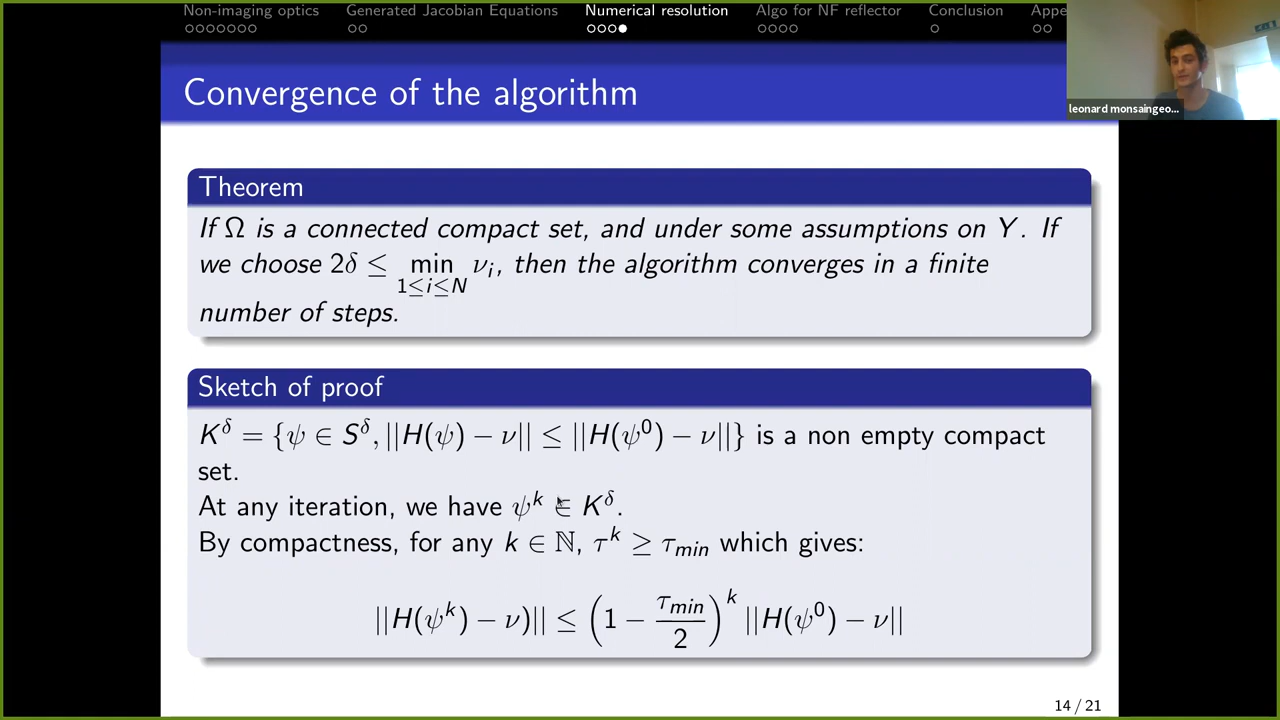 Non-imaging optics Generated Jacobian Equations Numerical resolution Algo for NF reflector Conclusion Appe
leonard monsaingeo...
Convergence of the algorithm
Theorem
If Ω is a connected compact set, and under some assumptions on Y. If
we choose 2δ ≤ min νᵢ, then the algorithm converges in a finite
1≤i≤N
number of steps.
Sketch of proof
K^δ = {ψ ∈ S^δ, ||H(ψ) − ν|| ≤ ||H(ψ⁰) − ν||} is a non empty compact
set.
At any iteration, we have ψ^k ∈ K^δ.
By compactness, for any k ∈ ℕ, τ^k ≥ τ_min which gives:
||H(ψ^k) − ν)|| ≤ (1 − τ_min/2)^k ||H(ψ⁰) − ν||
14 / 21